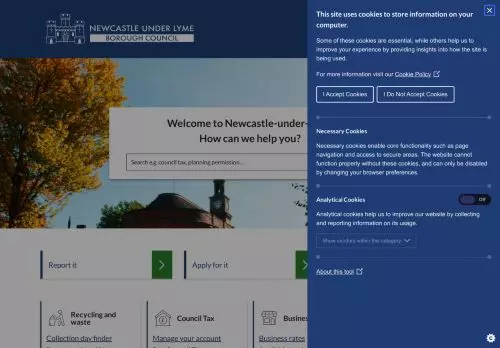 NEWCASTLE UNDER LYME
BOROUGH COUNCIL
Welcome to Newcastle-under-
How can we help you?
Search e.g. council tax, planning permission...
Report it
Apply for it
Recycling and
waste
Collection day finder
Council Tax
Manage your account
Busine
Business rates
This site uses cookies to store information on your
computer.
Some of these cookies are essential, while others help us to
improve your experience by providing insights into how the site is
being used.
For more information visit our Cookie Policy
I Accept Cookies
I Do Not Accept Cookies
Necessary Cookies
Necessary cookies enable core functionality such as page
navigation and access to secure areas. The website cannot
function properly without these cookies, and can only be disabled
by changing your browser preferences.
Analytical Cookies
Off
Analytical cookies help us to improve our website by collecting
and reporting information on its usage.
Show vendors within this category
About this tool